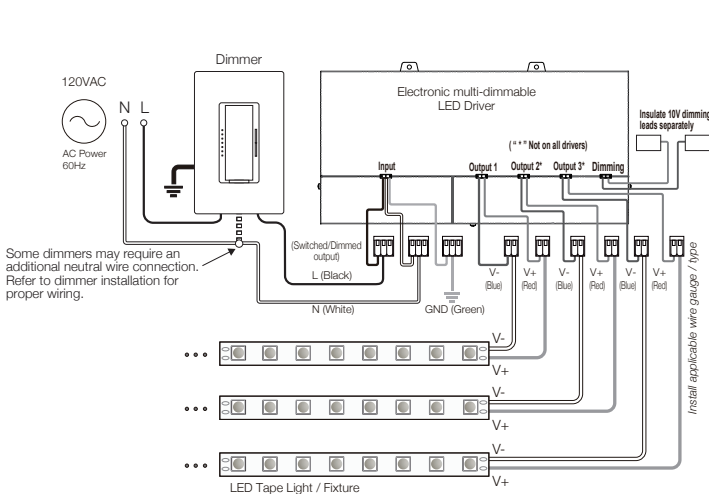 Dimmer
120VAC
N L
AC Power
60Hz
Electronic multi-dimmable
LED Driver
( " * " Not on all drivers)
Insulate 10V dimming
leads separately
Input
Output 1
Output 2*
Output 3*
Dimming
Some dimmers may require an
additional neutral wire connection.
Refer to dimmer installation for
proper wiring.
(Switched/Dimmed
output)
L (Black)
N (White)
GND (Green)
V-
(Blue)
V+
(Red)
V-
(Blue)
V+
(Red)
V-
(Blue)
V+
(Red)
Install applicable wire gauge / type
V-
V+
V-
V+
V-
V+
LED Tape Light / Fixture